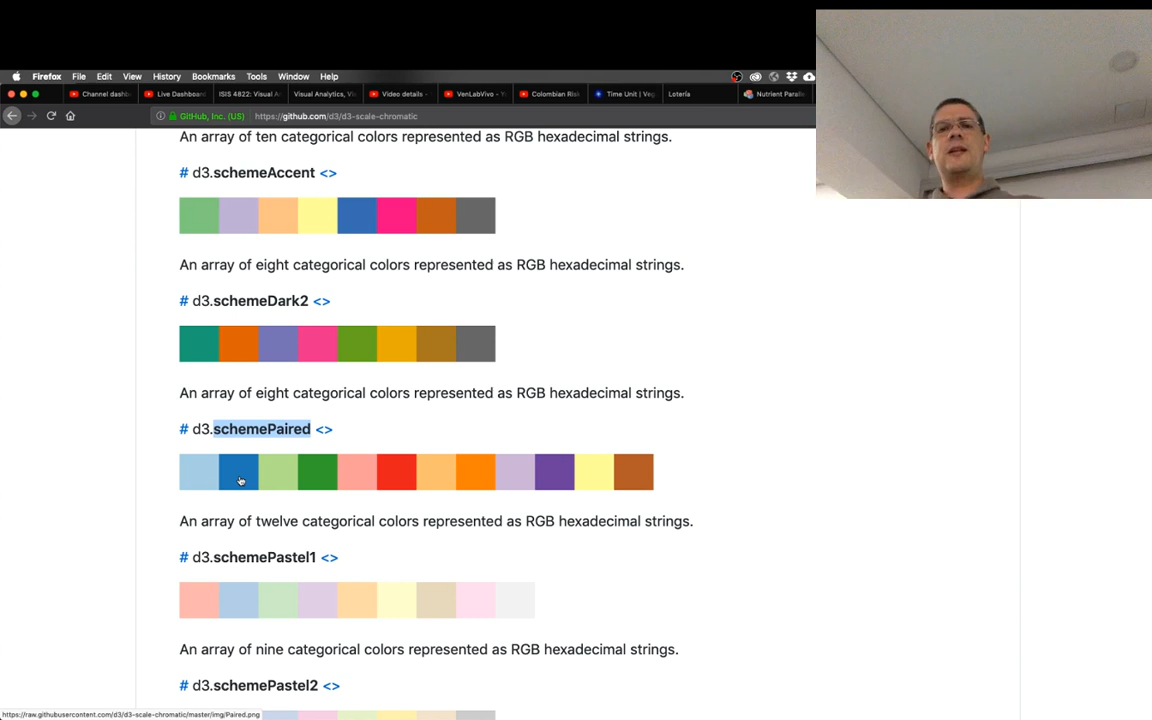 Firefox File Edit View History Bookmarks Tools Window Help
Channel dashb Live Dashboard ISIS 4822: Visual A Visual Analytics, Vi Video details - VenLabVivo - Y Colombian Ris Time Unit | Veg Lotería Nutrient Paralle
GitHub, Inc. (US) https://github.com/d3/d3-scale-chromatic
An array of ten categorical colors represented as RGB hexadecimal strings.
# d3.schemeAccent <>
An array of eight categorical colors represented as RGB hexadecimal strings.
# d3.schemeDark2 <>
An array of eight categorical colors represented as RGB hexadecimal strings.
# d3.schemePaired <>
An array of twelve categorical colors represented as RGB hexadecimal strings.
# d3.schemePastel1 <>
An array of nine categorical colors represented as RGB hexadecimal strings.
# d3.schemePastel2 <>
https://raw.githubusercontent.com/d3/d3-scale-chromatic/master/img/Paired.png